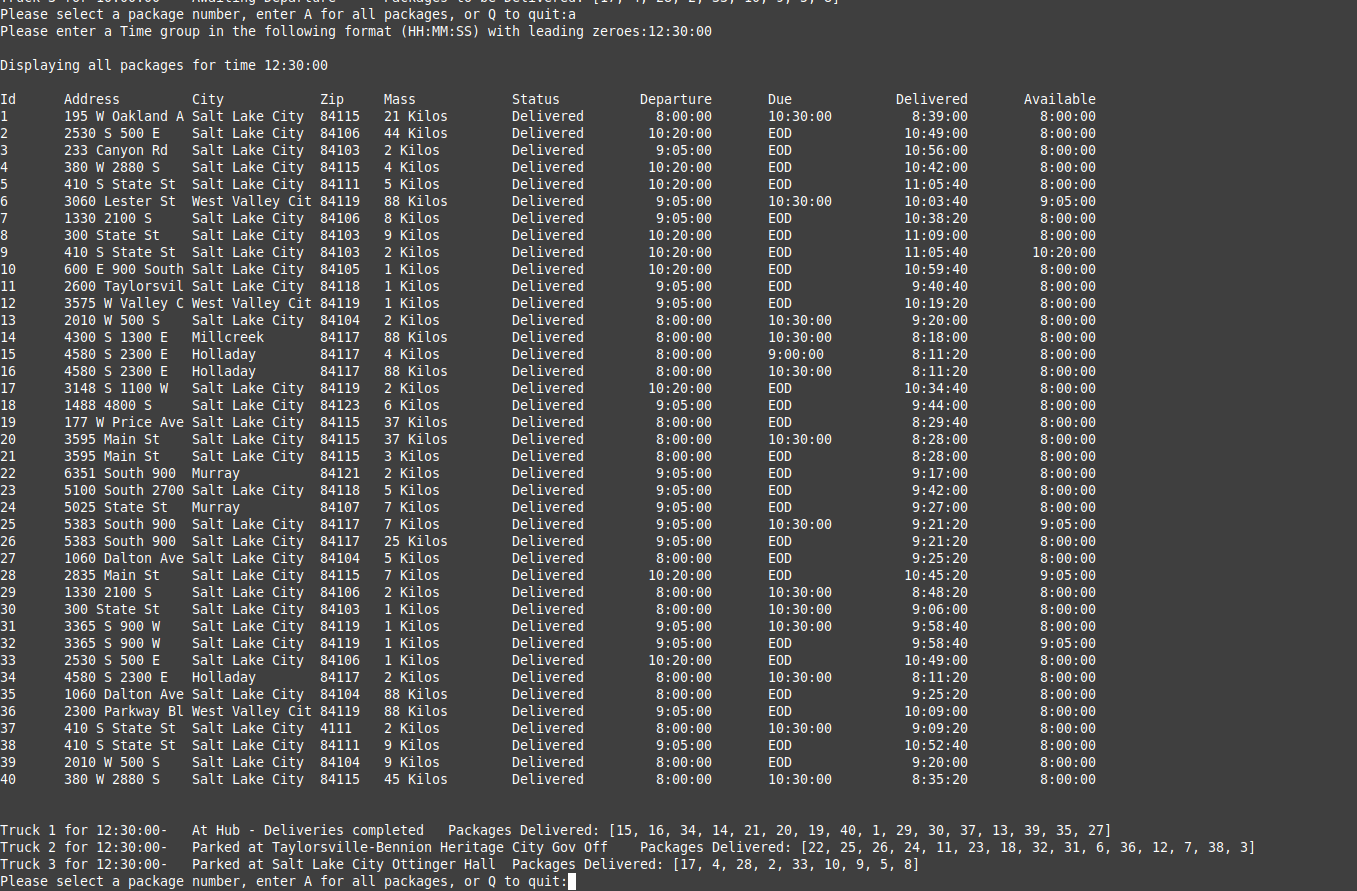 Truck 3 for 10:00:00- Awaiting Departure Packages to be Delivered: [17, 4, 28, 2, 33, 10, 9, 5, 8]
Please select a package number, enter A for all packages, or Q to quit:a
Please enter a Time group in the following format (HH:MM:SS) with leading zeroes:12:30:00
Displaying all packages for time 12:30:00
Id Address City Zip Mass Status Departure Due Delivered Available
1 195 W Oakland A Salt Lake City 84115 21 Kilos Delivered 8:00:00 10:30:00 8:39:00 8:00:00
2 2530 S 500 E Salt Lake City 84106 44 Kilos Delivered 10:20:00 EOD 10:49:00 8:00:00
3 233 Canyon Rd Salt Lake City 84103 2 Kilos Delivered 9:05:00 EOD 10:56:00 8:00:00
4 380 W 2880 S Salt Lake City 84115 4 Kilos Delivered 10:20:00 EOD 10:42:00 8:00:00
5 410 S State St Salt Lake City 84111 5 Kilos Delivered 10:20:00 EOD 11:05:40 8:00:00
6 3060 Lester St West Valley Cit 84119 88 Kilos Delivered 9:05:00 10:30:00 10:03:40 9:05:00
7 1330 2100 S Salt Lake City 84106 8 Kilos Delivered 9:05:00 EOD 10:38:20 8:00:00
8 300 State St Salt Lake City 84103 9 Kilos Delivered 10:20:00 EOD 11:09:00 8:00:00
9 410 S State St Salt Lake City 84103 2 Kilos Delivered 10:20:00 EOD 11:05:40 10:20:00
10 600 E 900 South Salt Lake City 84105 1 Kilos Delivered 10:20:00 EOD 10:59:40 8:00:00
11 2600 Taylorsvil Salt Lake City 84118 1 Kilos Delivered 9:05:00 EOD 9:40:40 8:00:00
12 3575 W Valley C West Valley Cit 84119 1 Kilos Delivered 9:05:00 EOD 10:19:20 8:00:00
13 2010 W 500 S Salt Lake City 84104 2 Kilos Delivered 8:00:00 10:30:00 9:20:00 8:00:00
14 4300 S 1300 E Millcreek 84117 88 Kilos Delivered 8:00:00 10:30:00 8:18:00 8:00:00
15 4580 S 2300 E Holladay 84117 4 Kilos Delivered 8:00:00 9:00:00 8:11:20 8:00:00
16 4580 S 2300 E Holladay 84117 88 Kilos Delivered 8:00:00 10:30:00 8:11:20 8:00:00
17 3148 S 1100 W Salt Lake City 84119 2 Kilos Delivered 10:20:00 EOD 10:34:40 8:00:00
18 1488 4800 S Salt Lake City 84123 6 Kilos Delivered 9:05:00 EOD 9:44:00 8:00:00
19 177 W Price Ave Salt Lake City 84115 37 Kilos Delivered 8:00:00 EOD 8:29:40 8:00:00
20 3595 Main St Salt Lake City 84115 37 Kilos Delivered 8:00:00 10:30:00 8:28:00 8:00:00
21 3595 Main St Salt Lake City 84115 3 Kilos Delivered 8:00:00 EOD 8:28:00 8:00:00
22 6351 South 900 Murray 84121 2 Kilos Delivered 9:05:00 EOD 9:17:00 8:00:00
23 5100 South 2700 Salt Lake City 84118 5 Kilos Delivered 9:05:00 EOD 9:42:00 8:00:00
24 5025 State St Murray 84107 7 Kilos Delivered 9:05:00 EOD 9:27:00 8:00:00
25 5383 South 900 Salt Lake City 84117 7 Kilos Delivered 9:05:00 10:30:00 9:21:20 9:05:00
26 5383 South 900 Salt Lake City 84117 25 Kilos Delivered 9:05:00 EOD 9:21:20 8:00:00
27 1060 Dalton Ave Salt Lake City 84104 5 Kilos Delivered 8:00:00 EOD 9:25:20 8:00:00
28 2835 Main St Salt Lake City 84115 7 Kilos Delivered 10:20:00 EOD 10:45:20 9:05:00
29 1330 2100 S Salt Lake City 84106 2 Kilos Delivered 8:00:00 10:30:00 8:48:20 8:00:00
30 300 State St Salt Lake City 84103 1 Kilos Delivered 8:00:00 10:30:00 9:06:00 8:00:00
31 3365 S 900 W Salt Lake City 84119 1 Kilos Delivered 9:05:00 10:30:00 9:58:40 8:00:00
32 3365 S 900 W Salt Lake City 84119 1 Kilos Delivered 9:05:00 EOD 9:58:40 9:05:00
33 2530 S 500 E Salt Lake City 84106 1 Kilos Delivered 10:20:00 EOD 10:49:00 8:00:00
34 4580 S 2300 E Holladay 84117 2 Kilos Delivered 8:00:00 10:30:00 8:11:20 8:00:00
35 1060 Dalton Ave Salt Lake City 84104 88 Kilos Delivered 8:00:00 EOD 9:25:20 8:00:00
36 2300 Parkway Bl West Valley Cit 84119 88 Kilos Delivered 9:05:00 EOD 10:09:00 8:00:00
37 410 S State St Salt Lake City 4111 2 Kilos Delivered 8:00:00 10:30:00 9:09:20 8:00:00
38 410 S State St Salt Lake City 84111 9 Kilos Delivered 9:05:00 EOD 10:52:40 8:00:00
39 2010 W 500 S Salt Lake City 84104 9 Kilos Delivered 8:00:00 EOD 9:20:00 8:00:00
40 380 W 2880 S Salt Lake City 84115 45 Kilos Delivered 8:00:00 10:30:00 8:35:20 8:00:00
Truck 1 for 12:30:00- At Hub - Deliveries completed Packages Delivered: [15, 16, 34, 14, 21, 20, 19, 40, 1, 29, 30, 37, 13, 39, 35, 27]
Truck 2 for 12:30:00- Parked at Taylorsville-Bennion Heritage City Gov Off Packages Delivered: [22, 25, 26, 24, 11, 23, 18, 32, 31, 6, 36, 12, 7, 38, 3]
Truck 3 for 12:30:00- Parked at Salt Lake City Ottinger Hall Packages Delivered: [17, 4, 28, 2, 33, 10, 9, 5, 8]
Please select a package number, enter A for all packages, or Q to quit: